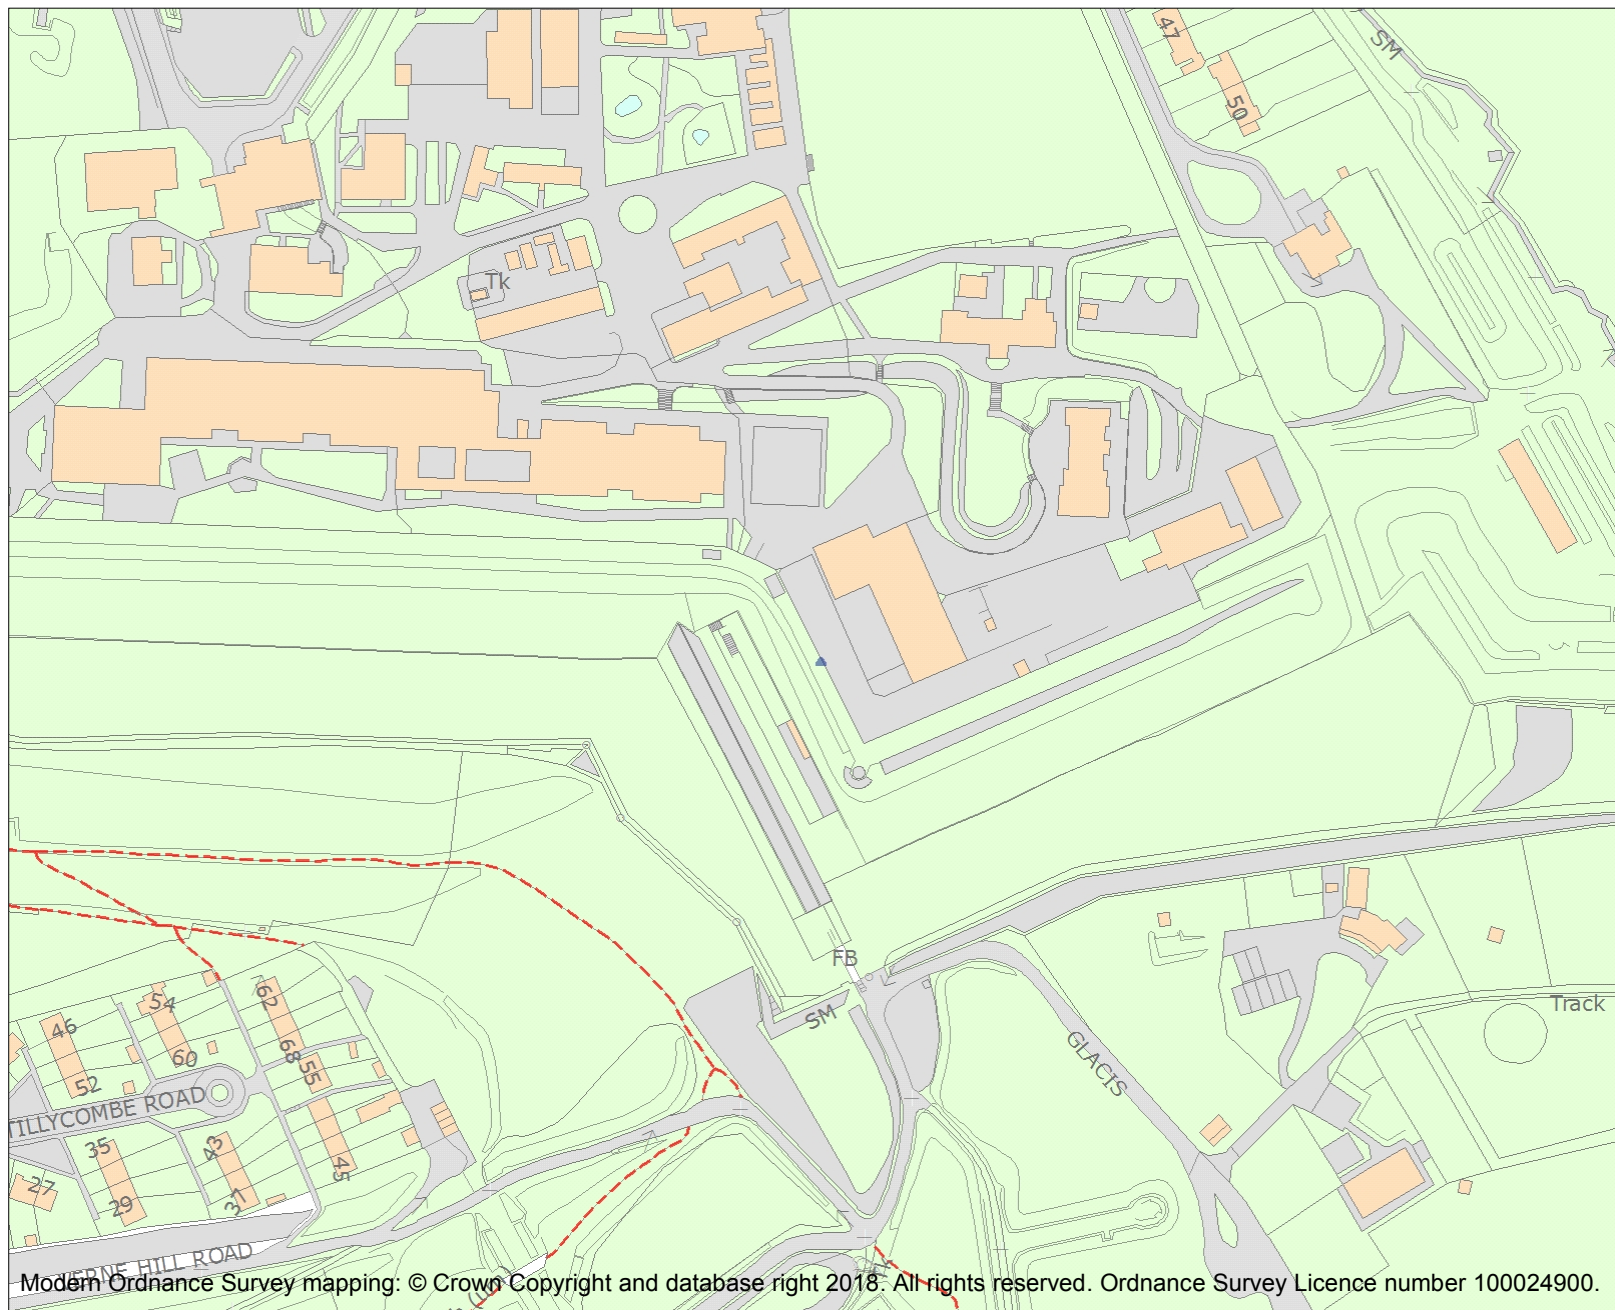 47
SM
50
Tk
FB
SM
GLACIS
Track
54
62
46
60
68
55
52
TILLYCOMBE ROAD
35
43
45
27
29
37
VERNE HILL ROAD
Modern Ordnance Survey mapping: © Crown Copyright and database right 2018. All rights reserved. Ordnance Survey Licence number 100024900.